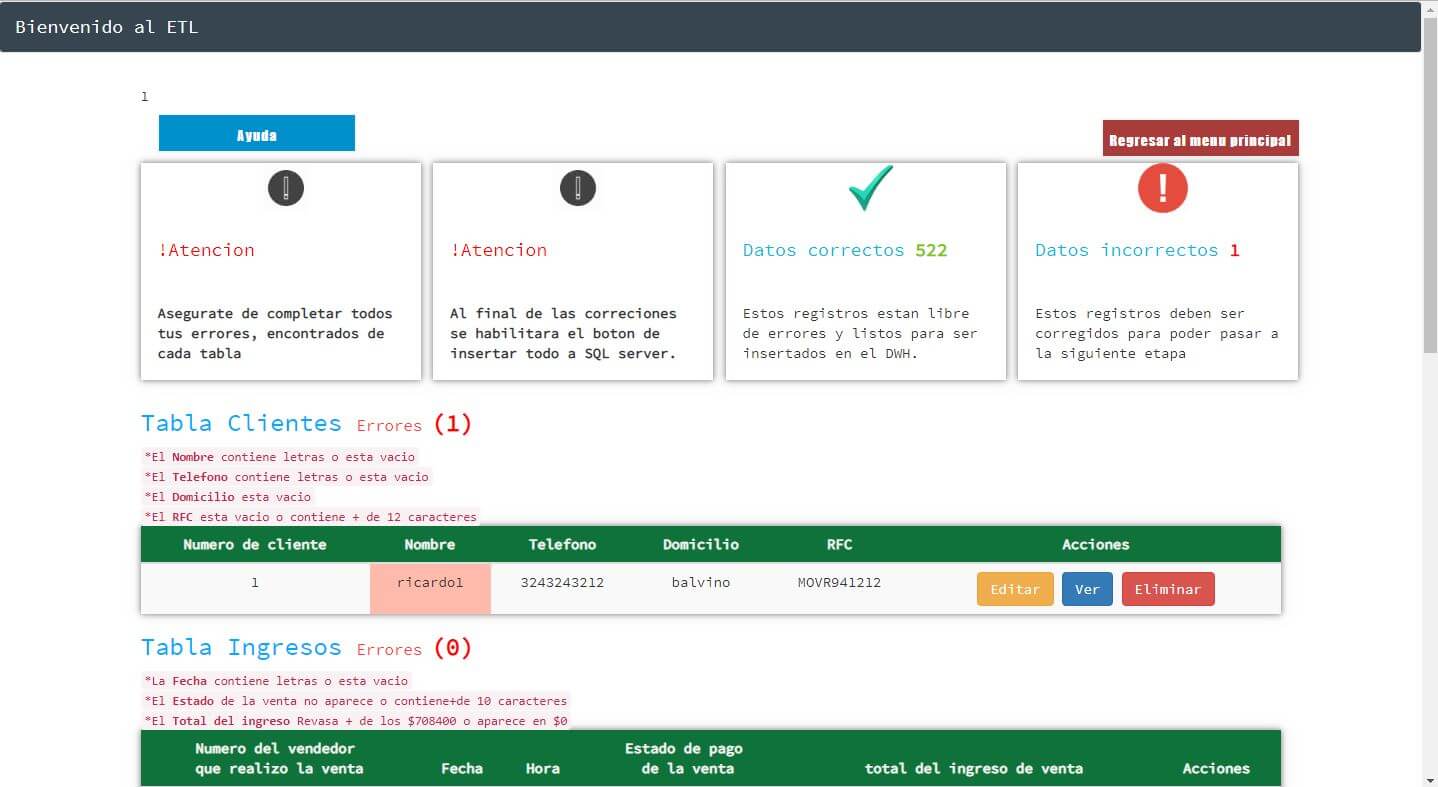 Bienvenido al ETL
1
Ayuda
Regresar al menu principal
!Atencion
Asegurate de completar todos
tus errores, encontrados de
cada tabla
!Atencion
Al final de las correciones
se habilitara el boton de
insertar todo a SQL server.
Datos correctos 522
Estos registros estan libre
de errores y listos para ser
insertados en el DWH.
Datos incorrectos 1
Estos registros deben ser
corregidos para poder pasar a
la siguiente etapa
Tabla Clientes Errores (1)
*El Nombre contiene letras o esta vacio
*El Telefono contiene letras o esta vacio
*El Domicilio esta vacio
*El RFC esta vacio o contiene + de 12 caracteres
Numero de cliente Nombre Telefono Domicilio RFC Acciones
1 ricardo1 3243243212 balvino MOVR941212 Editar Ver Eliminar
Tabla Ingresos Errores (0)
*La Fecha contiene letras o esta vacio
*El Estado de la venta no aparece o contiene+de 10 caracteres
*El Total del ingreso Revasa + de los $708400 o aparece en $0
Numero del vendedor
que realizo la venta
Fecha
Hora
Estado de pago
de la venta
total del ingreso de venta
Acciones